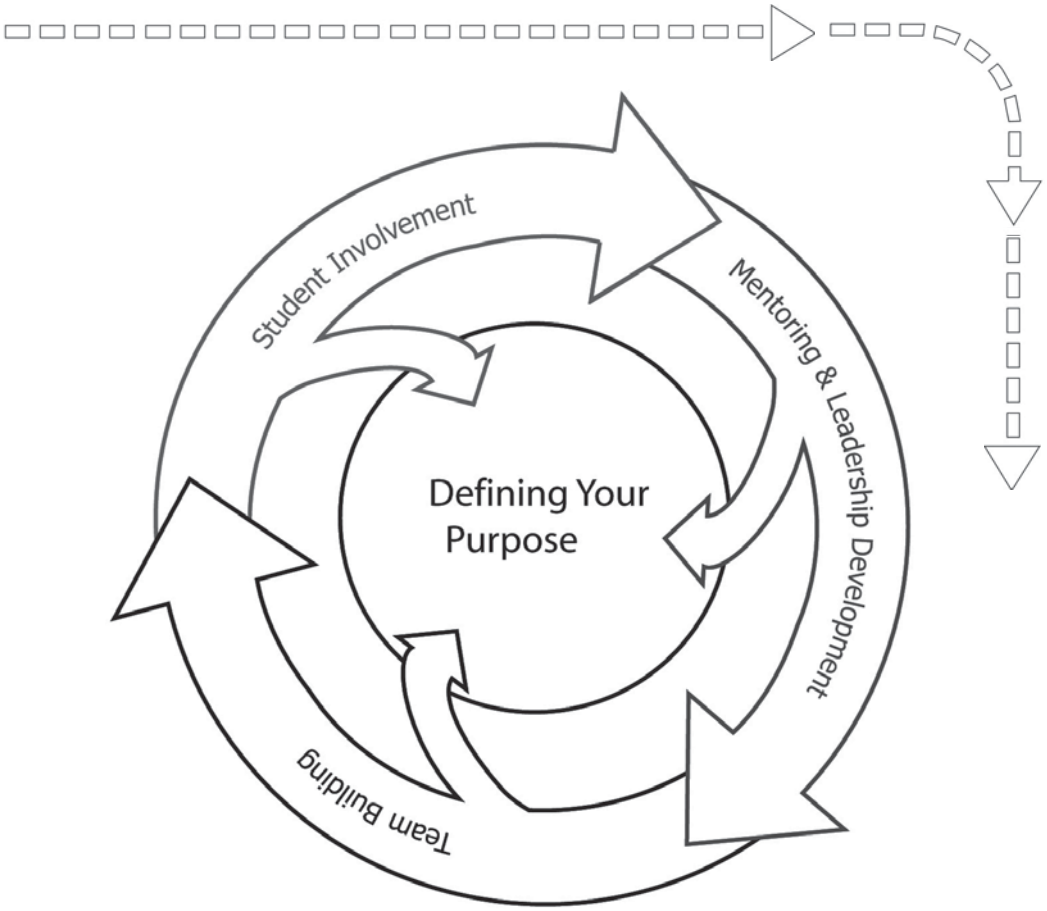 Student Involvement
Mentoring & Leadership Development
Defining Your
Purpose
Team Building